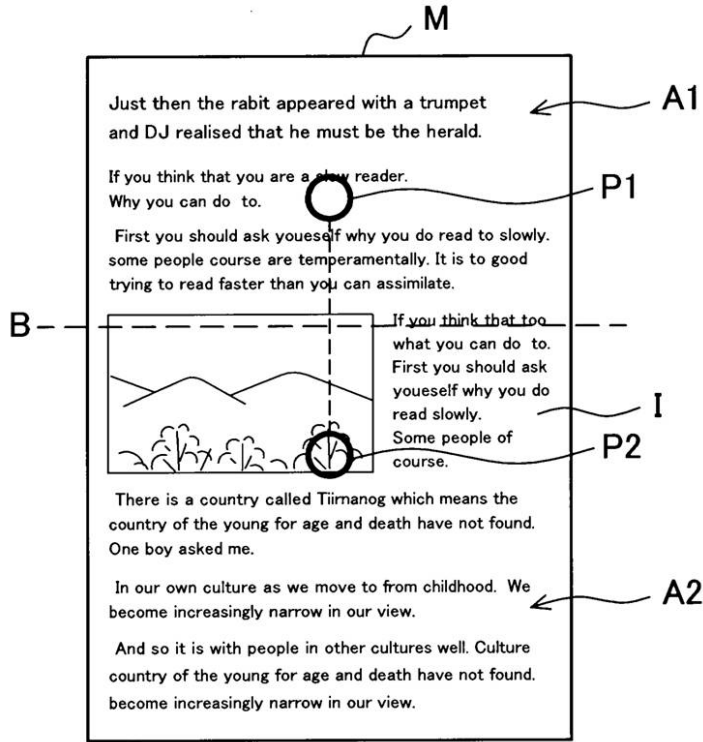 M
Just then the rabit appeared with a trumpet
and DJ realised that he must be the herald.
A1
If you think that you are a slow reader.
Why you can do to.
P1
First you should ask youeself why you do read to slowly.
some people course are temperamentally. It is to good
trying to read faster than you can assimilate.
B
If you think that too
what you can do to.
First you should ask
youeself why you do
read slowly.
Some people of
course.
I
P2
There is a country called Tiirnanog which means the
country of the young for age and death have not found.
One boy asked me.
In our own culture as we move to from childhood. We
become increasingly narrow in our view.
A2
And so it is with people in other cultures well. Culture
country of the young for age and death have not found.
become increasingly narrow in our view.